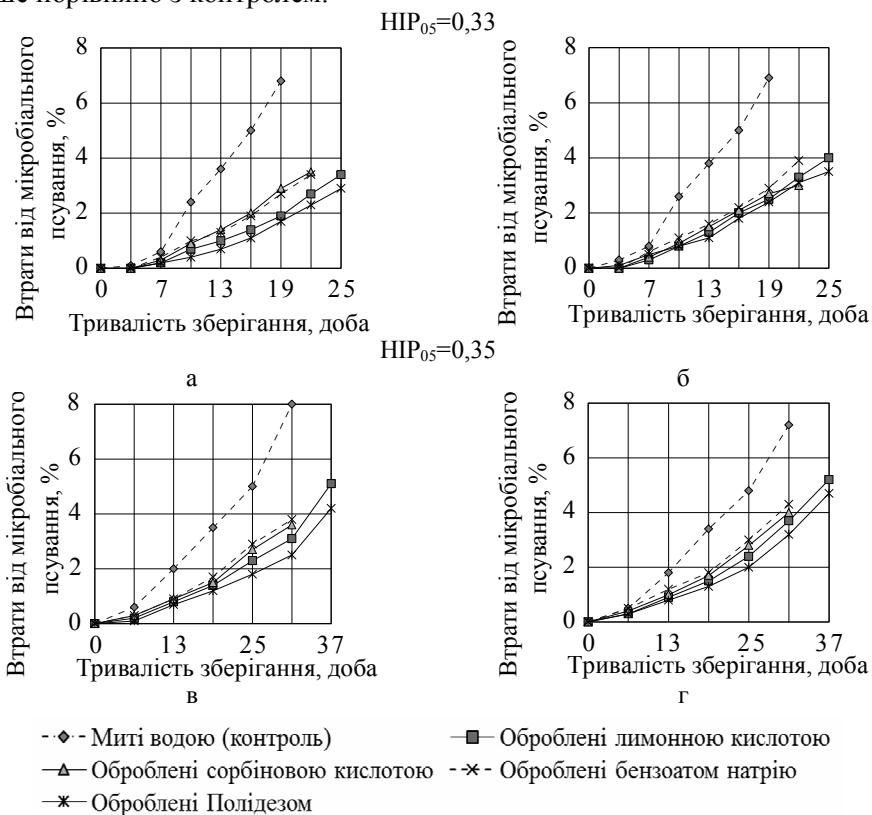 ше порівняно з контролем.
НІР₀₅=0,33
Втрати від мікробіального
псування, %
8
6
4
2
0
0 7 13 19 25
Тривалість зберігання, доба
Втрати від мікробіального
псування, %
8
6
4
2
0
0 7 13 19 25
Тривалість зберігання, доба
НІР₀₅=0,35
а б
Втрати від мікробіального
псування, %
8
6
4
2
0
0 13 25 37
Тривалість зберігання, доба
в
Втрати від мікробіального
псування, %
8
6
4
2
0
0 13 25 37
Тривалість зберігання, доба
г
Миті водою (контроль) Оброблені лимонною кислотою
Оброблені сорбіновою кислотою Оброблені бензоатом натрію
Оброблені Полідезом